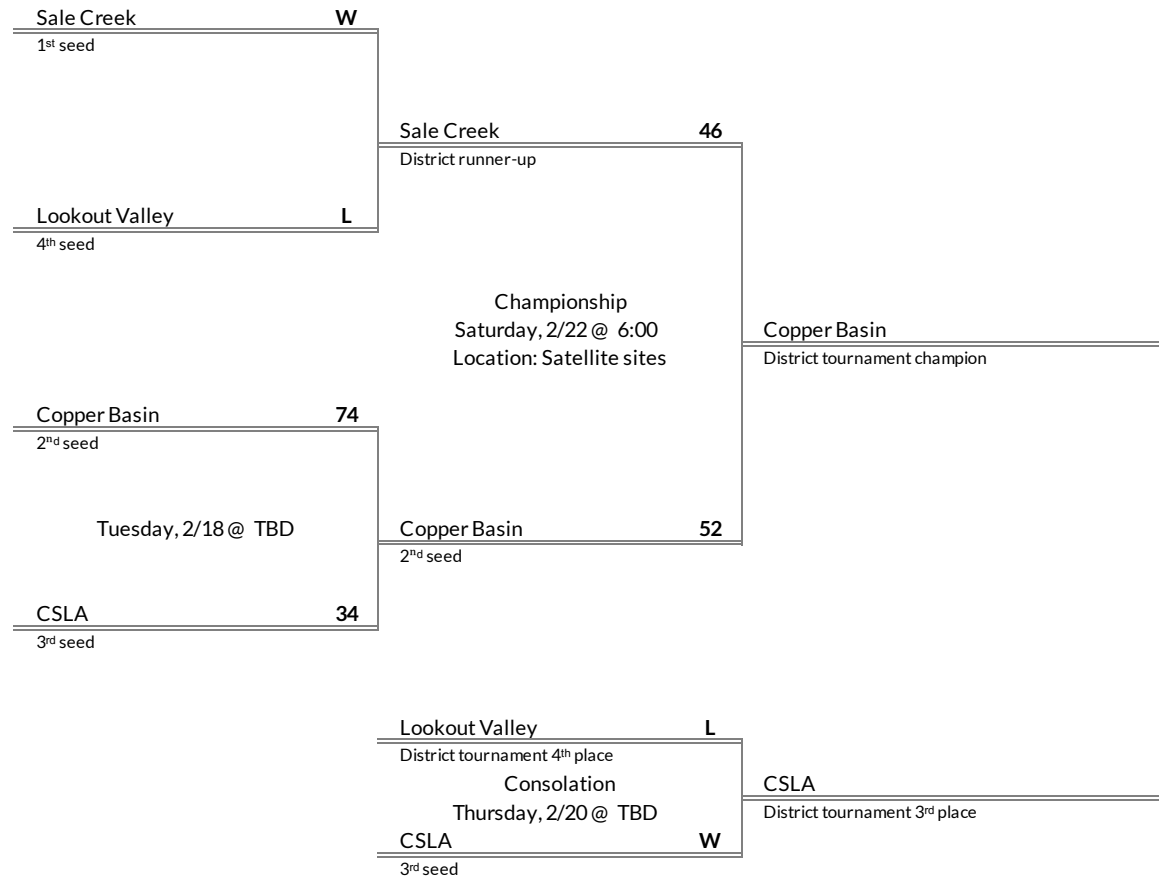 Sale Creek W
1st seed
Sale Creek 46
District runner-up
Lookout Valley L
4th seed
Championship
Saturday, 2/22 @ 6:00
Location: Satellite sites
Copper Basin
District tournament champion
Copper Basin 74
2nd seed
Tuesday, 2/18 @ TBD
Copper Basin 52
2nd seed
CSLA 34
3rd seed
Lookout Valley L
District tournament 4th place
Consolation
Thursday, 2/20 @ TBD
CSLA
District tournament 3rd place
CSLA W
3rd seed